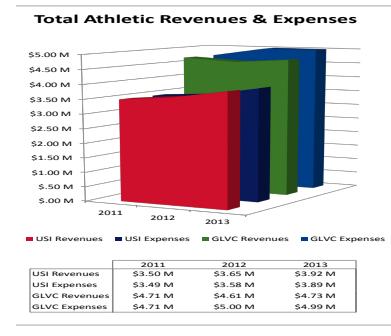 Total Athletic Revenues & Expenses
$5.00 M
$4.50 M
$4.00 M
$3.50 M
$3.00 M
$2.50 M
$2.00 M
$1.50 M
$1.00 M
$.50 M
$.00 M
2011
2012
2013
USI Revenues USI Expenses GLVC Revenues GLVC Expenses
2011 2012 2013
USI Revenues $3.50 M $3.65 M $3.92 M
USI Expenses $3.49 M $3.58 M $3.89 M
GLVC Revenues $4.71 M $4.61 M $4.73 M
GLVC Expenses $4.71 M $5.00 M $4.99 M